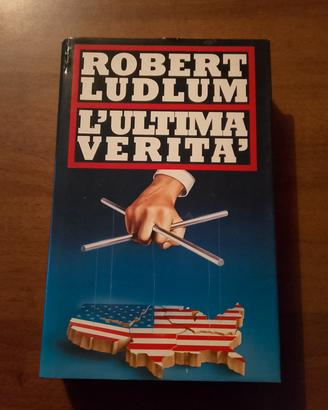 ROBERT
LUDLUM
L'ULTIMA
VERITA'